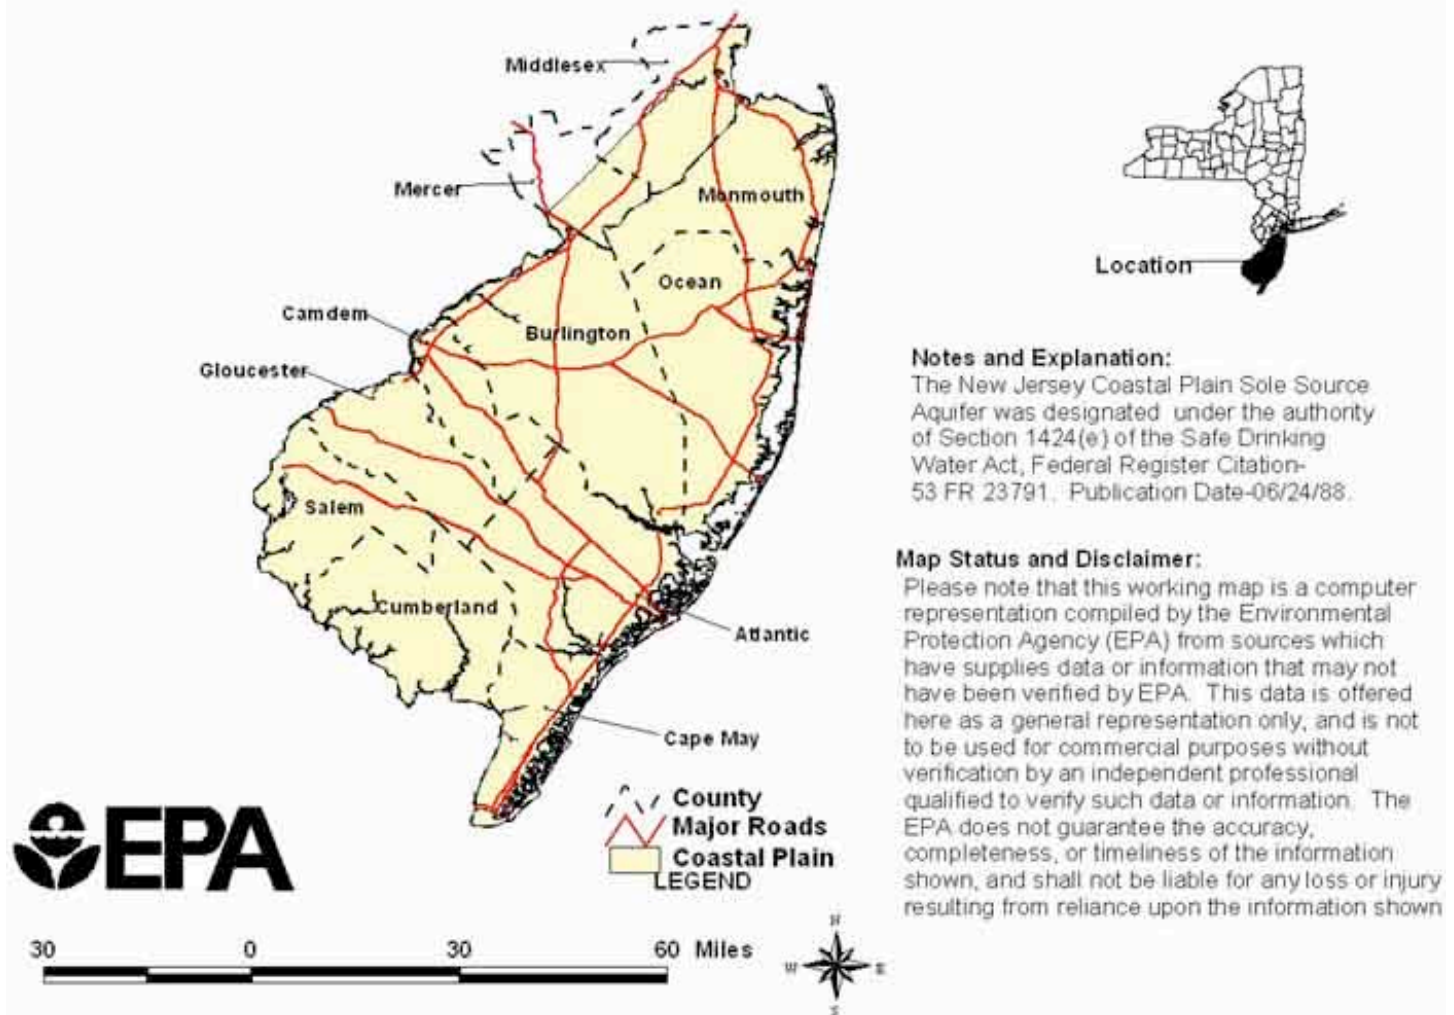 Middlesex
Mercer
Monmouth
Ocean
Camdem
Burlington
Gloucester
Salem
Cumberland
Atlantic
Cape May
Location
Notes and Explanation:
The New Jersey Coastal Plain Sole Source
Aquifer was designated under the authority
of Section 1424(e) of the Safe Drinking
Water Act, Federal Register Citation-
53 FR 23791. Publication Date-06/24/88.
Map Status and Disclaimer:
Please note that this working map is a computer
representation compiled by the Environmental
Protection Agency (EPA) from sources which
have supplies data or information that may not
have been verified by EPA. This data is offered
here as a general representation only, and is not
to be used for commercial purposes without
verification by an independent professional
qualified to verify such data or information. The
EPA does not guarantee the accuracy,
completeness, or timeliness of the information
shown, and shall not be liable for any loss or injury
resulting from reliance upon the information shown
County
Major Roads
Coastal Plain
LEGEND
EPA
30 0 30 60 Miles
N
W E
S